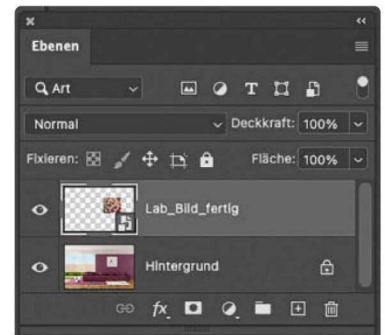 Ebenen
Art
Normal Deckkraft: 100%
Fixieren: Fläche: 100%
Lab_Bild_fertig
Hintergrund
fx